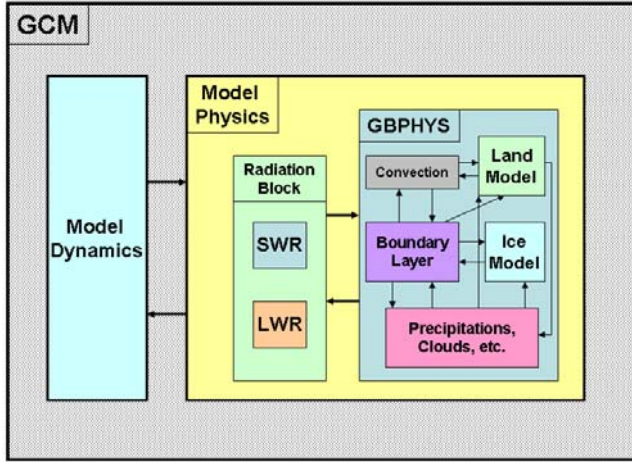 GCM
Model
Dynamics
Model
Physics
Radiation
Block
SWR
LWR
GBPHYS
Convection
Land
Model
Boundary
Layer
Ice
Model
Precipitations,
Clouds, etc.